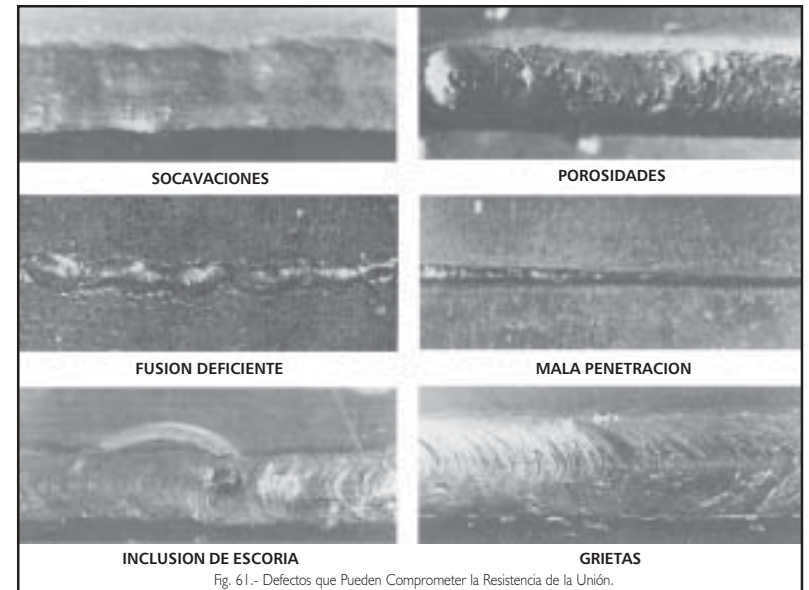 SOCAVACIONES
POROSIDADES
FUSION DEFICIENTE
MALA PENETRACION
INCLUSION DE ESCORIA
GRIETAS
Fig. 61.- Defectos que Pueden Comprometer la Resistencia de la Unión.